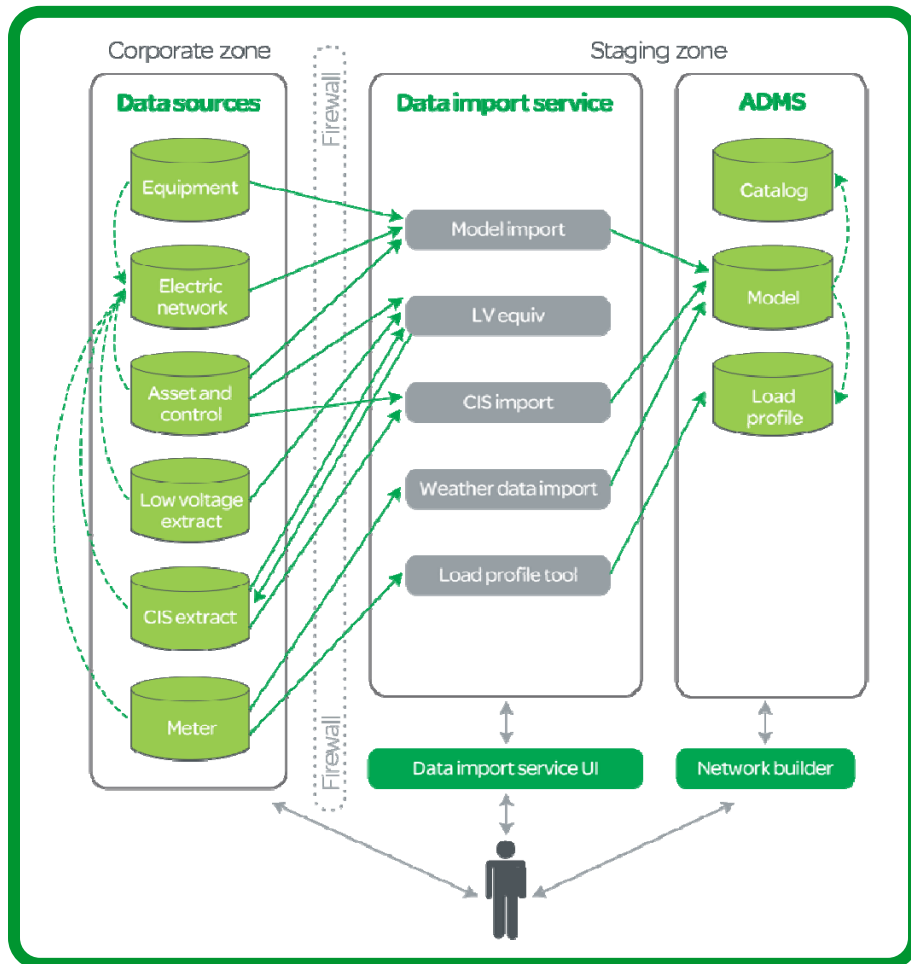 Corporate zone
Staging zone
Data sources
Firewall
Data import service
ADMS
Equipment
Catalog
Model import
Electric
network
Model
LV equiv
Asset and
control
CIS import
Load
profile
Low voltage
extract
Weather data import
Load profile tool
CIS extract
Meter
Firewall
Data import service UI
Network builder